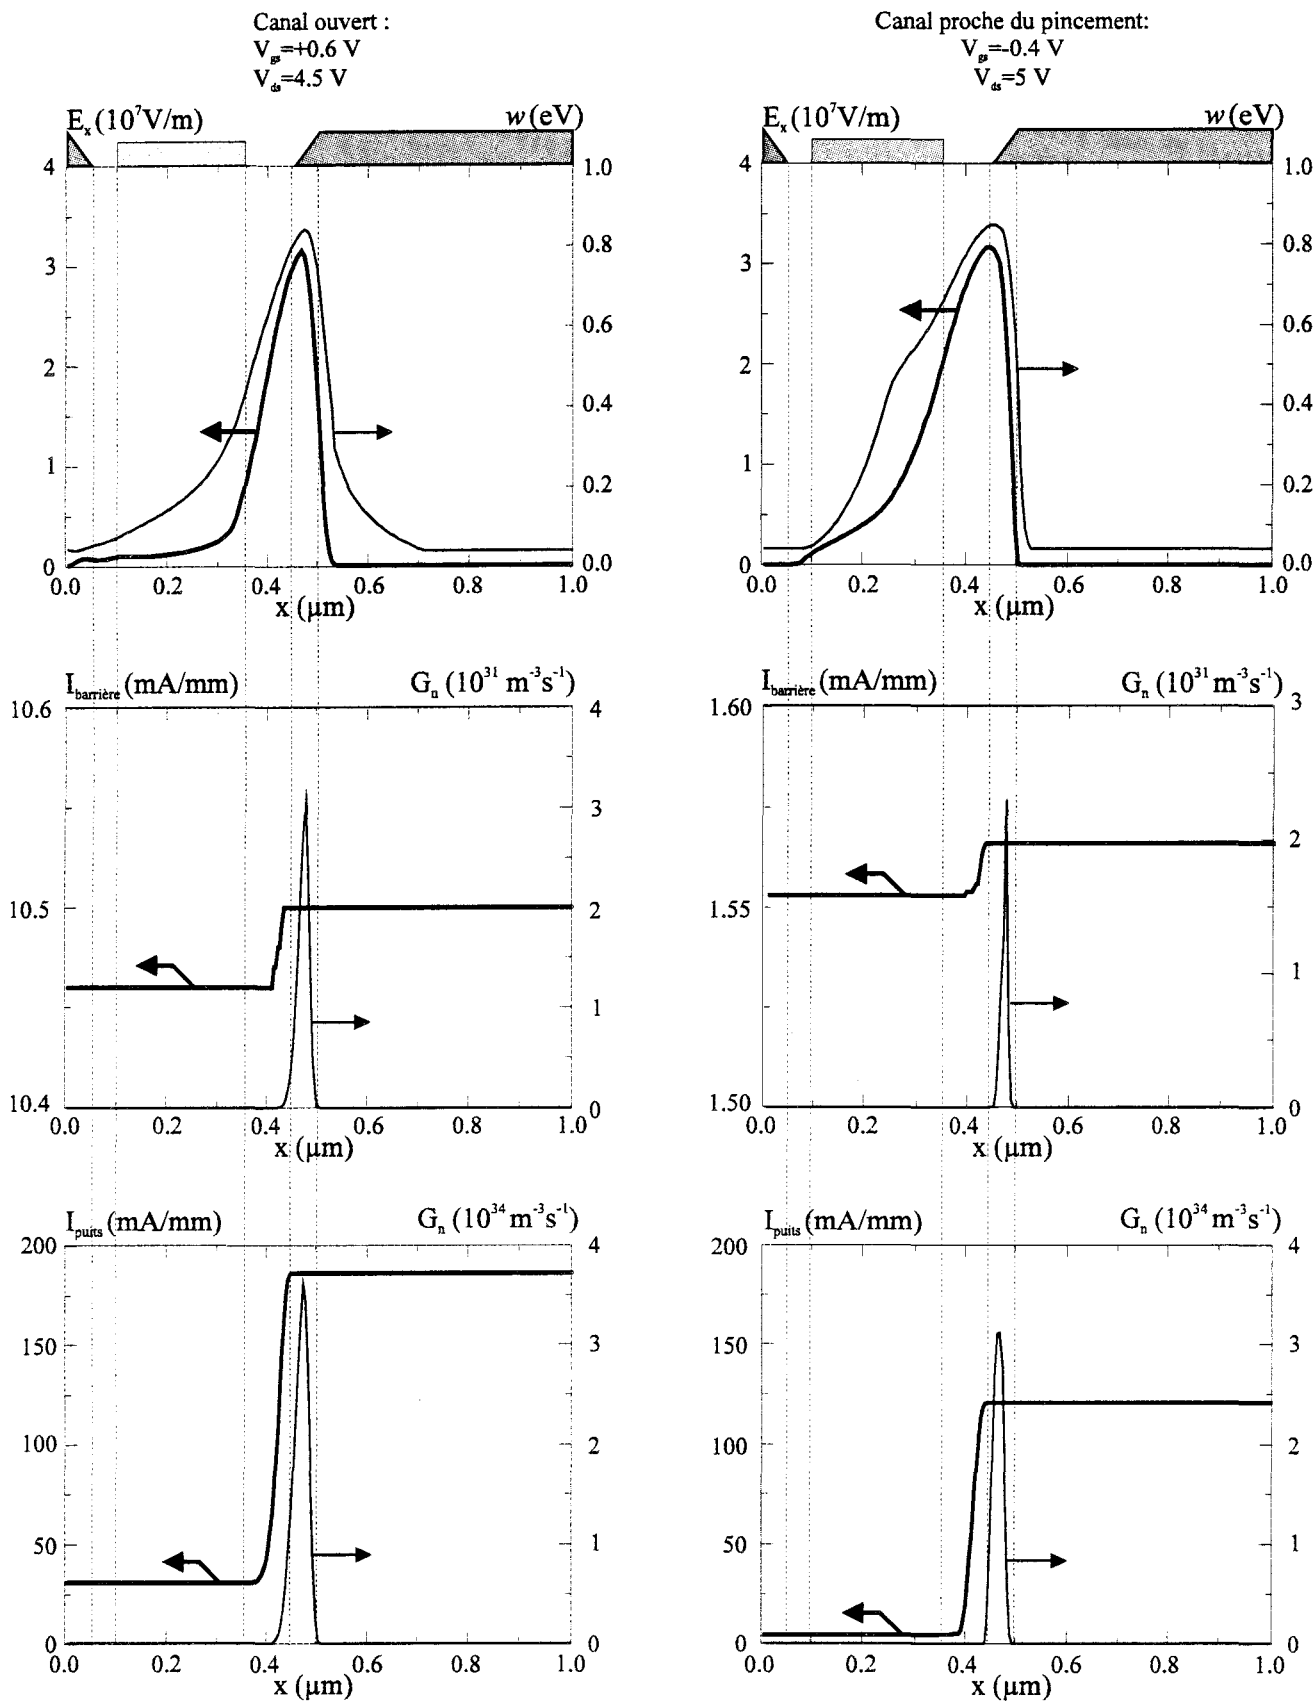 Canal ouvert :
V_gs=+0.6 V
V_ds=4.5 V
Canal proche du pincement:
V_gs=-0.4 V
V_ds=5 V
E_x (10^7 V/m)
w (eV)
4
3
2
1
0
1.0
0.8
0.6
0.4
0.2
0.0
0.0 0.2 0.4 0.6 0.8 1.0
x (µm)
E_x (10^7 V/m)
w (eV)
4
3
2
1
0
1.0
0.8
0.6
0.4
0.2
0.0
0.0 0.2 0.4 0.6 0.8 1.0
x (µm)
I_barrière (mA/mm)
G_n (10^31 m^-3 s^-1)
10.6
10.5
10.4
4
3
2
1
0
0.0 0.2 0.4 0.6 0.8 1.0
x (µm)
I_barrière (mA/mm)
G_n (10^31 m^-3 s^-1)
1.60
1.55
1.50
3
2
1
0
0.0 0.2 0.4 0.6 0.8 1.0
x (µm)
I_puits (mA/mm)
G_n (10^34 m^-3 s^-1)
200
150
100
50
0
4
3
2
1
0
0.0 0.2 0.4 0.6 0.8 1.0
x (µm)
I_puits (mA/mm)
G_n (10^34 m^-3 s^-1)
200
150
100
50
0
4
3
2
1
0
0.0 0.2 0.4 0.6 0.8 1.0
x (µm)